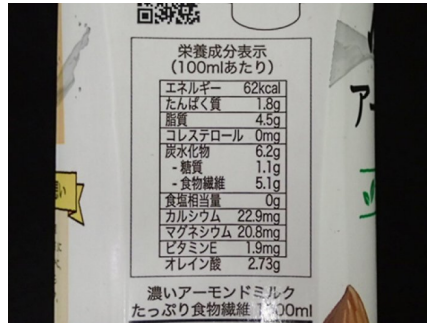 栄養成分表示
(100mlあたり)
エネルギー 62kcal
たんぱく質 1.8g
脂質 4.5g
コレステロール 0mg
炭水化物 6.2g
- 糖質 1.1g
- 食物繊維 5.1g
食塩相当量 0g
カルシウム 22.9mg
マグネシウム 20.8mg
ビタミンE 1.9mg
オレイン酸 2.73g
濃いアーモンドミルク
たっぷり食物繊維 00ml
ア